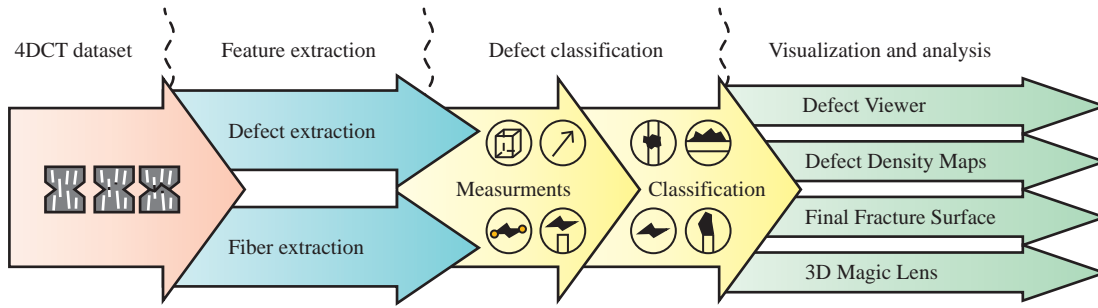 4DCT dataset
Feature extraction
Defect classification
Visualization and analysis
Defect extraction
Fiber extraction
Measurments
Classification
Defect Viewer
Defect Density Maps
Final Fracture Surface
3D Magic Lens